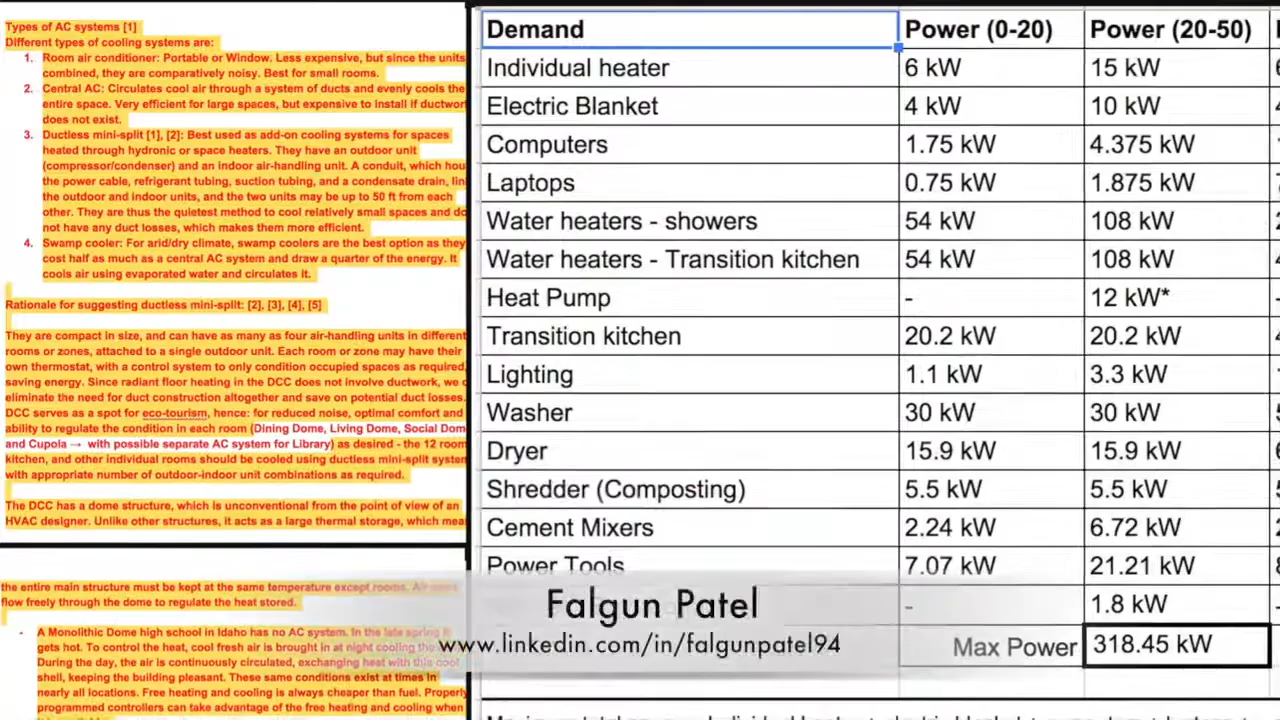 Types of AC systems [1]
Different types of cooling systems are:
1. Room air conditioner: Portable or Window. Less expensive, but since the units
combined, they are comparatively noisy. Best for small rooms.
2. Central AC: Circulates cool air through a system of ducts and evenly cools the
entire space. Very efficient for large spaces, but expensive to install if ductwor
does not exist.
3. Ductless mini-split [1], [2]: Best used as add-on cooling systems for spaces
heated through hydronic or space heaters. They have an outdoor unit
(compressor/condenser) and an indoor air-handling unit. A conduit, which hou
the power cable, refrigerant tubing, suction tubing, and a condensate drain, lin
the outdoor and indoor units, and the two units may be up to 50 ft from each
other. They are thus the quietest method to cool relatively small spaces and do
not have any duct losses, which makes them more efficient.
4. Swamp cooler: For arid/dry climate, swamp coolers are the best option as they
cost half as much as a central AC system and draw a quarter of the energy. It
cools air using evaporated water and circulates it.
Rationale for suggesting ductless mini-split: [2], [3], [4], [5]
They are compact in size, and can have as many as four air-handling units in different
rooms or zones, attached to a single outdoor unit. Each room or zone may have their
own thermostat, with a control system to only condition occupied spaces as required,
saving energy. Since radiant floor heating in the DCC does not involve ductwork, we c
eliminate the need for duct construction altogether and save on potential duct losses.
DCC serves as a spot for eco-tourism, hence: for reduced noise, optimal comfort and
ability to regulate the condition in each room (Dining Dome, Living Dome, Social Dom
and Cupola → with possible separate AC system for Library) as desired - the 12 room
kitchen, and other individual rooms should be cooled using ductless mini-split system
with appropriate number of outdoor-indoor unit combinations as required.
The DCC has a dome structure, which is unconventional from the point of view of an
HVAC designer. Unlike other structures, it acts as a large thermal storage, which mea
the entire main structure must be kept at the same temperature except rooms. Air
flow freely through the dome to regulate the heat stored.
- A Monolithic Dome high school in Idaho has no AC system. In the late spring it
gets hot. To control the heat, cool fresh air is brought in at night cooling the
During the day, the air is continuously circulated, exchanging heat with this cool
shell, keeping the building pleasant. These same conditions exist at times in
nearly all locations. Free heating and cooling is always cheaper than fuel. Properly
programmed controllers can take advantage of the free heating and cooling when
Demand Power (0-20) Power (20-50)
Individual heater 6 kW 15 kW
Electric Blanket 4 kW 10 kW
Computers 1.75 kW 4.375 kW
Laptops 0.75 kW 1.875 kW
Water heaters - showers 54 kW 108 kW
Water heaters - Transition kitchen 54 kW 108 kW
Heat Pump - 12 kW*
Transition kitchen 20.2 kW 20.2 kW
Lighting 1.1 kW 3.3 kW
Washer 30 kW 30 kW
Dryer 15.9 kW 15.9 kW
Shredder (Composting) 5.5 kW 5.5 kW
Cement Mixers 2.24 kW 6.72 kW
Power Tools 7.07 kW 21.21 kW
- 1.8 kW
Max Power 318.45 kW
Falgun Patel
www.linkedin.com/in/falgunpatel94